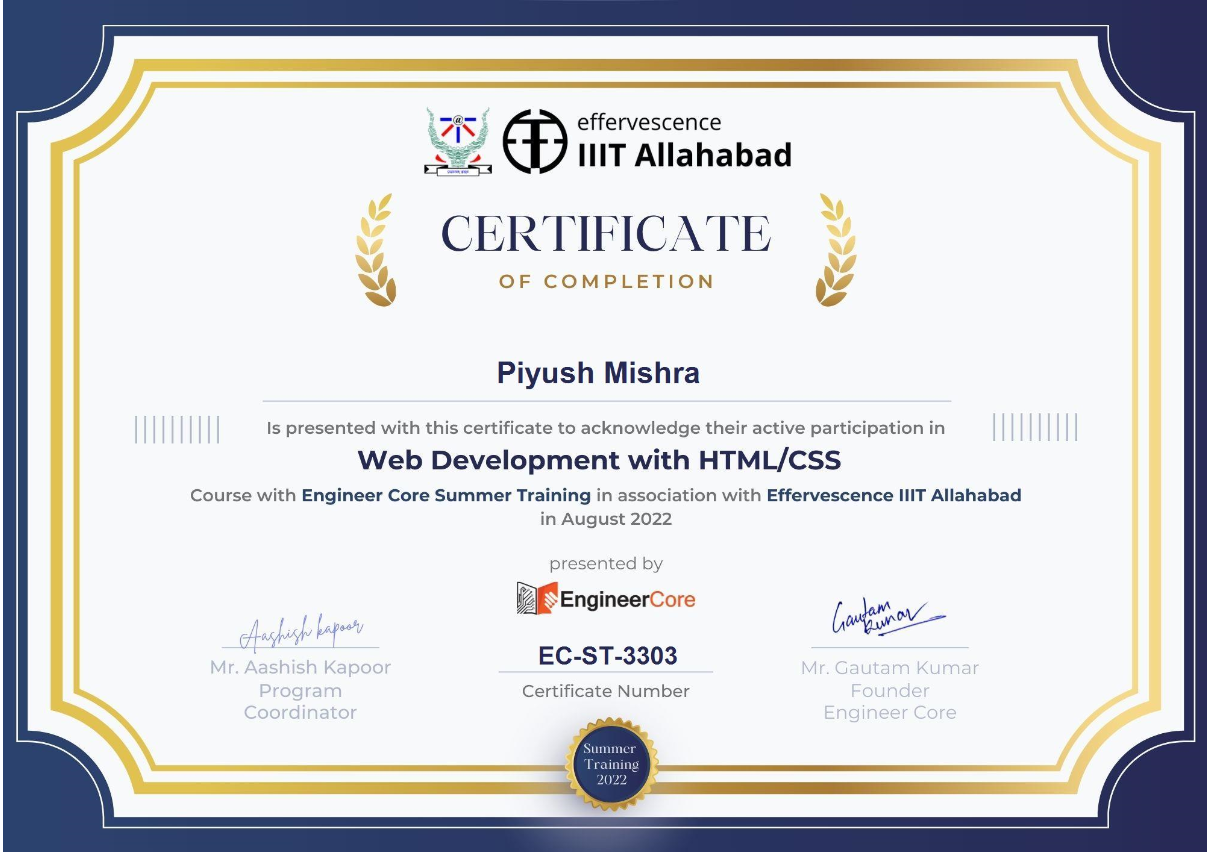 effervescence
IIIT Allahabad
CERTIFICATE
OF COMPLETION
Piyush Mishra
Is presented with this certificate to acknowledge their active participation in
Web Development with HTML/CSS
Course with Engineer Core Summer Training in association with Effervescence IIIT Allahabad
in August 2022
presented by
EngineerCore
Aashish kapoor
Mr. Aashish Kapoor
Program
Coordinator
EC-ST-3303
Certificate Number
Gautam
Kumar
Mr. Gautam Kumar
Founder
Engineer Core
Summer
Training
2022